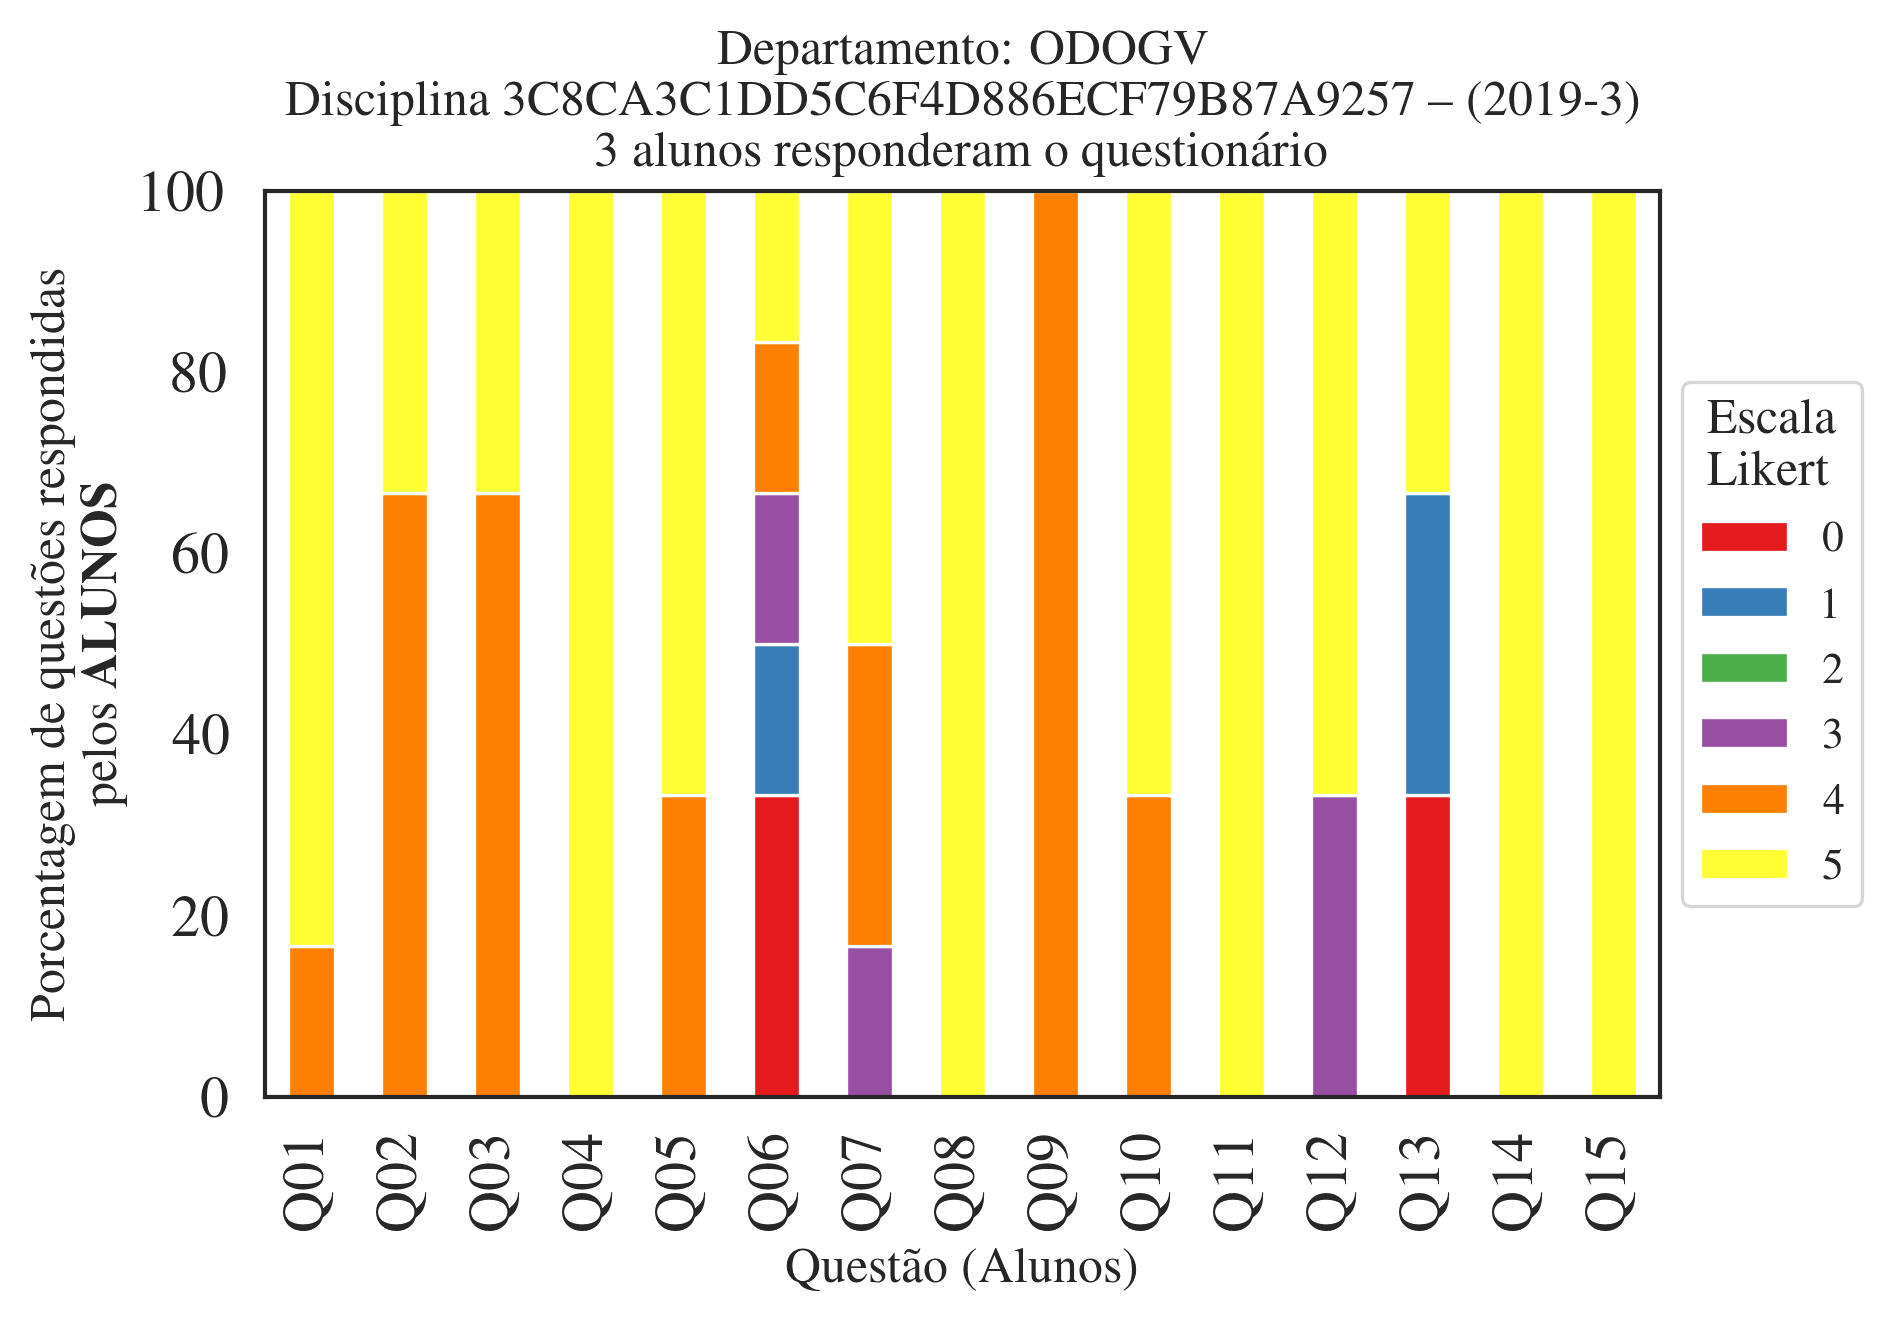 Departamento: ODOGV
Disciplina 3C8CA3C1DD5C6F4D886ECF79B87A9257 – (2019-3)
3 alunos responderam o questionário
Porcentagem de questões respondidas
pelos ALUNOS
100
80
60
40
20
0
Q01
Q02
Q03
Q04
Q05
Q06
Q07
Q08
Q09
Q10
Q11
Q12
Q13
Q14
Q15
Questão (Alunos)
Escala
Likert
0
1
2
3
4
5